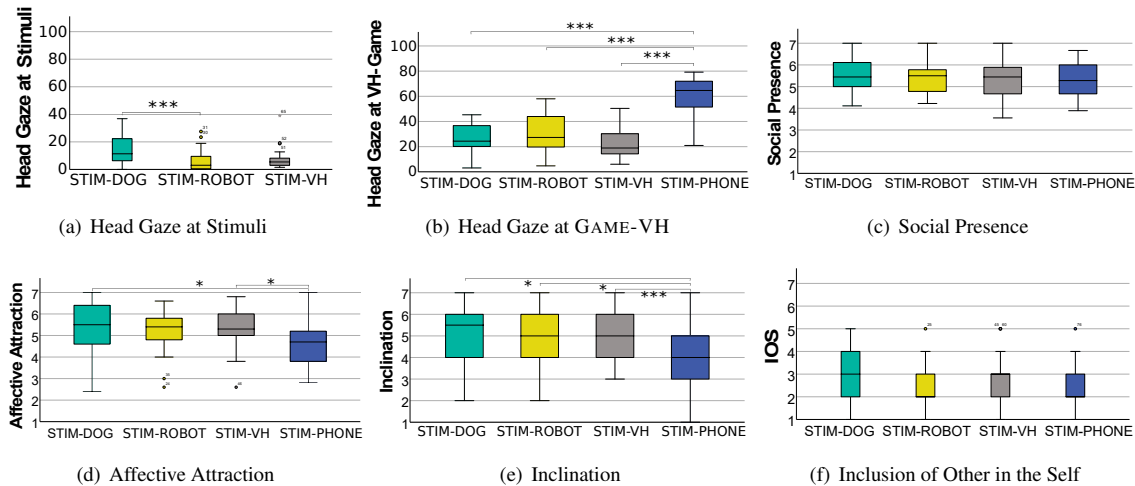 Head Gaze at Stimuli
100
80
60
40
20
0
***
STIM-DOG STIM-ROBOT STIM-VH
(a) Head Gaze at Stimuli
Head Gaze at VH-Game
100
80
60
40
20
0
***
***
***
STIM-DOG STIM-ROBOT STIM-VH STIM-PHONE
(b) Head Gaze at GAME-VH
Social Presence
7
6
5
4
3
2
1
STIM-DOG STIM-ROBOT STIM-VH STIM-PHONE
(c) Social Presence
Affective Attraction
7
6
5
4
3
2
1
* *
STIM-DOG STIM-ROBOT STIM-VH STIM-PHONE
(d) Affective Attraction
Inclination
7
6
5
4
3
2
1
*
*
***
STIM-DOG STIM-ROBOT STIM-VH STIM-PHONE
(e) Inclination
IOS
7
6
5
4
3
2
1
STIM-DOG STIM-ROBOT STIM-VH STIM-PHONE
(f) Inclusion of Other in the Self